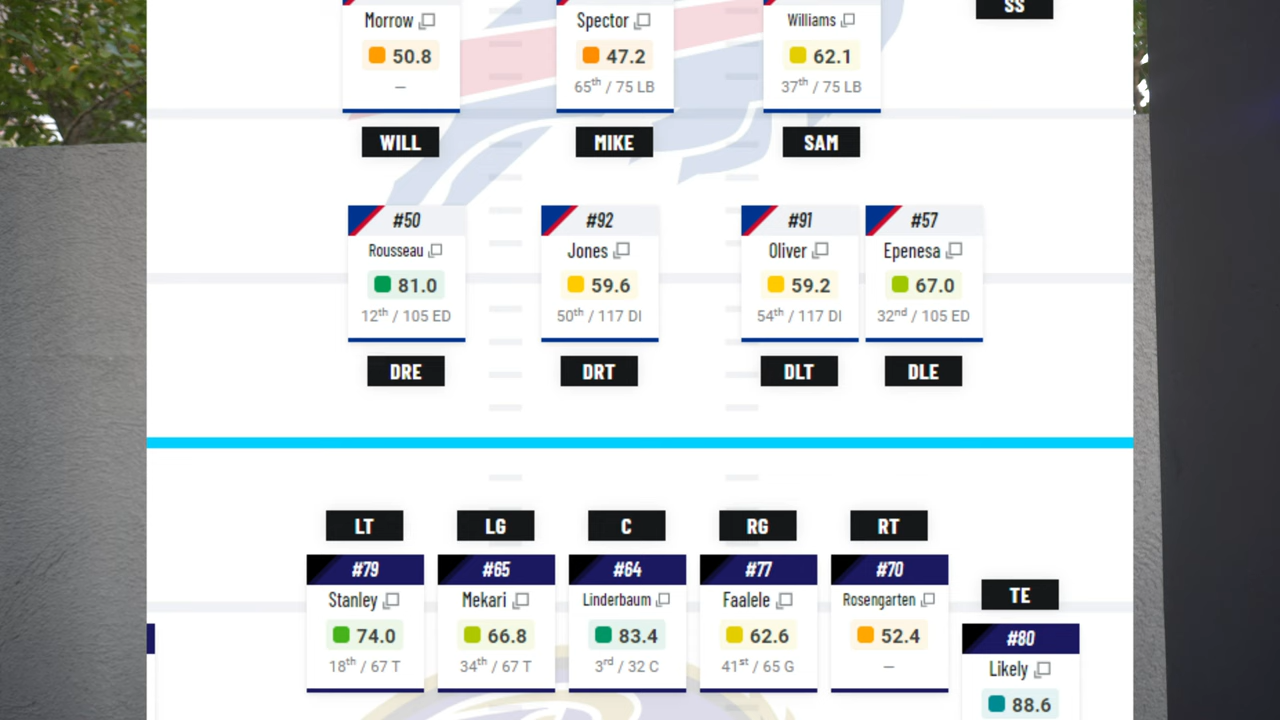 SS
Morrow
50.8
—
WILL
Spector
47.2
65th / 75 LB
MIKE
Williams
62.1
37th / 75 LB
SAM
#50
Rousseau
81.0
12th / 105 ED
DRE
#92
Jones
59.6
50th / 117 DI
DRT
#91
Oliver
59.2
54th / 117 DI
DLT
#57
Epenesa
67.0
32nd / 105 ED
DLE
LT
#79
Stanley
74.0
18th / 67 T
LG
#65
Mekari
66.8
34th / 67 T
C
#64
Linderbaum
83.4
3rd / 32 C
RG
#77
Faalele
62.6
41st / 65 G
RT
#70
Rosengarten
52.4
—
TE
#80
Likely
88.6